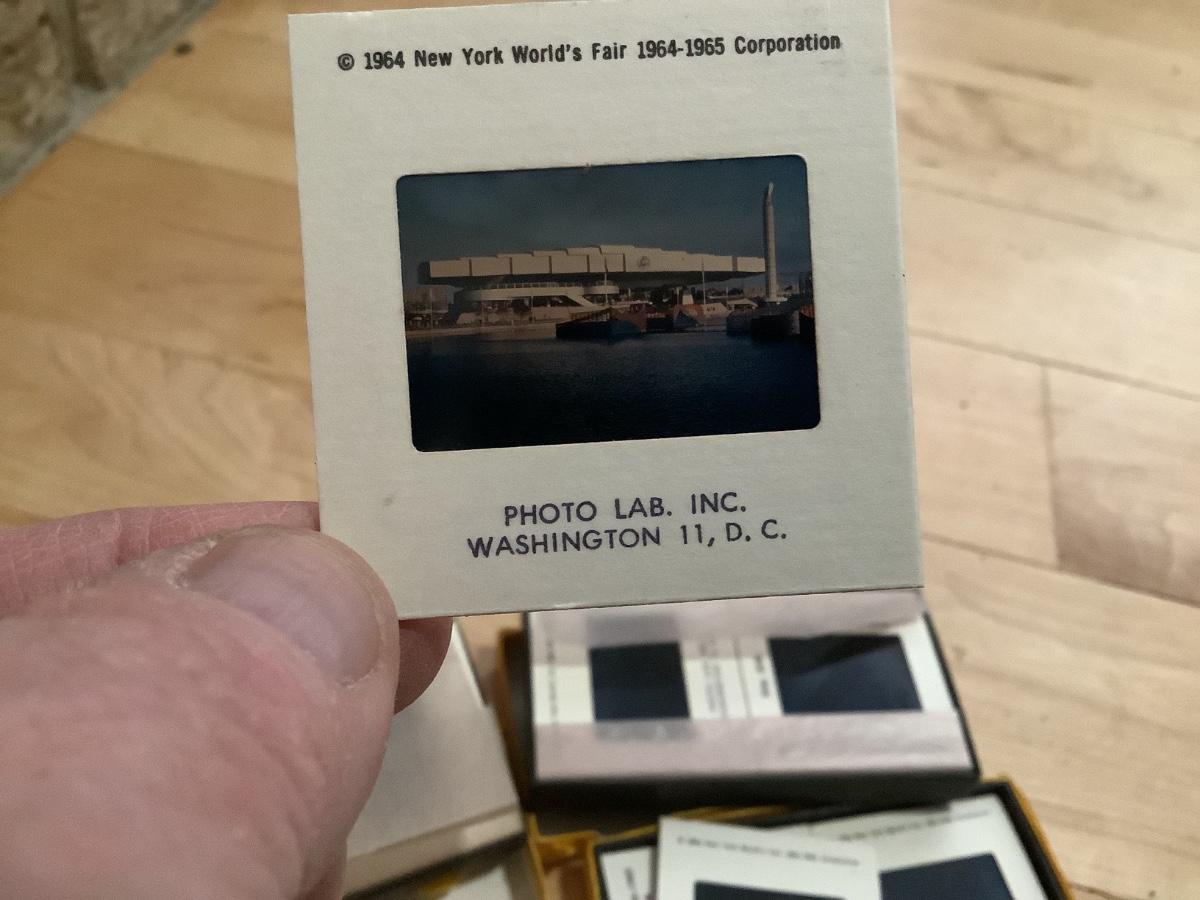 © 1964 New York World's Fair 1964-1965 Corporation
PHOTO LAB. INC.
WASHINGTON 11, D. C.